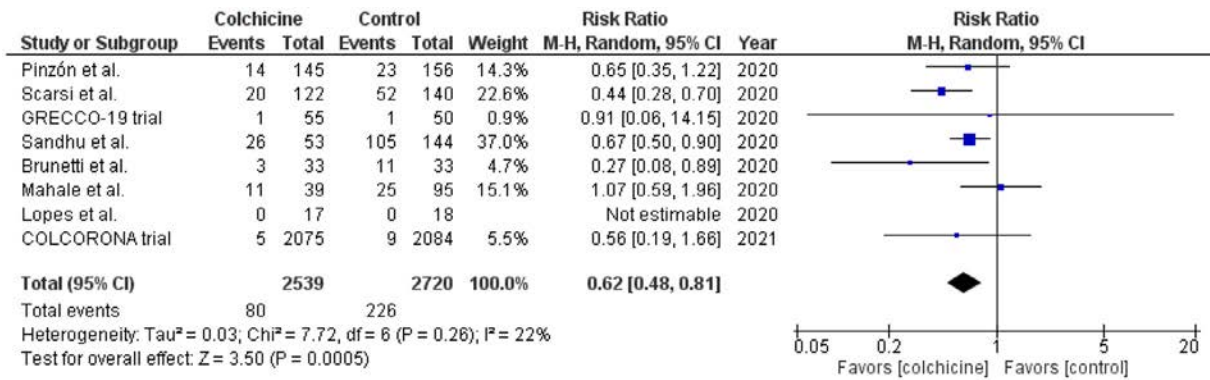 Colchicine Control Risk Ratio Risk Ratio
Study or Subgroup Events Total Events Total Weight M-H, Random, 95% CI Year M-H, Random, 95% CI
Pinzón et al. 14 145 23 156 14.3% 0.65 [0.35, 1.22] 2020
Scarsi et al. 20 122 52 140 22.6% 0.44 [0.28, 0.70] 2020
GRECCO-19 trial 1 55 1 50 0.9% 0.91 [0.06, 14.15] 2020
Sandhu et al. 26 53 105 144 37.0% 0.67 [0.50, 0.90] 2020
Brunetti et al. 3 33 11 33 4.7% 0.27 [0.08, 0.89] 2020
Mahale et al. 11 39 25 95 15.1% 1.07 [0.59, 1.96] 2020
Lopes et al. 0 17 0 18 Not estimable 2020
COLCORONA trial 5 2075 9 2084 5.5% 0.56 [0.19, 1.66] 2021
Total (95% CI) 2539 2720 100.0% 0.62 [0.48, 0.81]
Total events 80 226
Heterogeneity: Tau² = 0.03; Chi² = 7.72, df = 6 (P = 0.26); I² = 22%
Test for overall effect: Z = 3.50 (P = 0.0005)
0.05 0.2 1 5 20
Favors [colchicine] Favors [control]